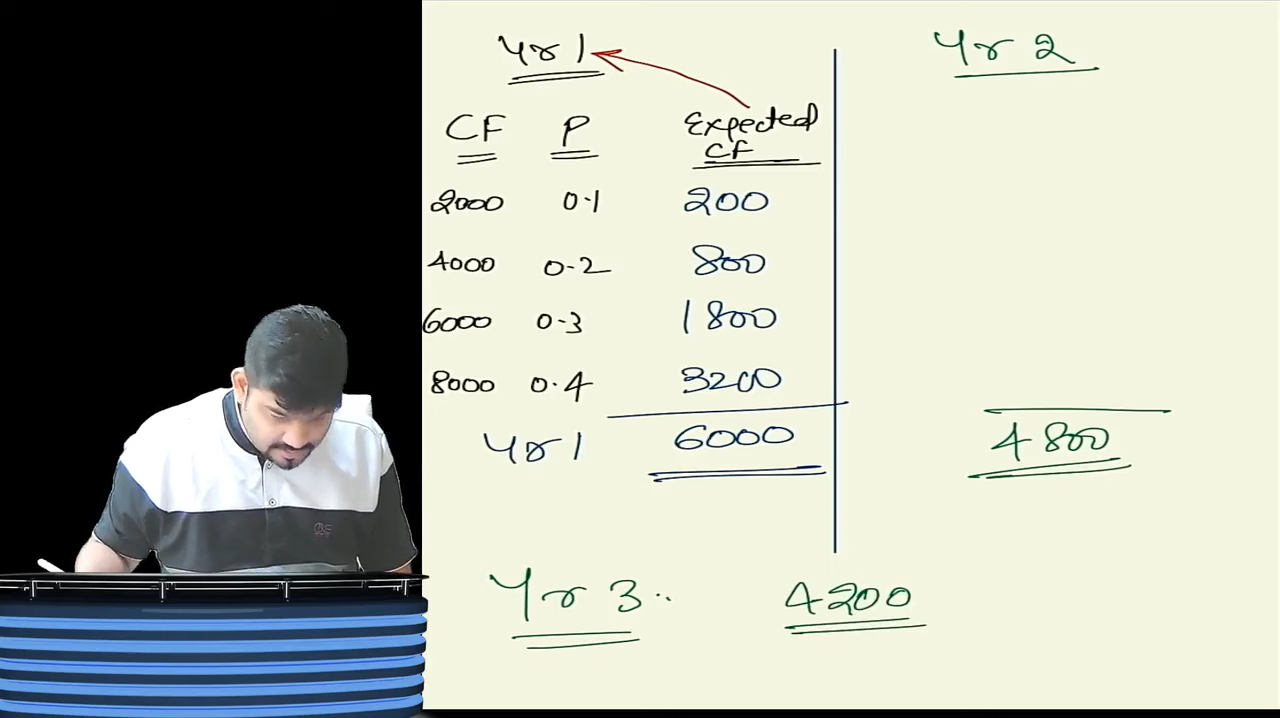 Yr 1
Yr 2
CF P Expected CF
2000 0.1 200
4000 0.2 800
6000 0.3 1800
8000 0.4 3200
Yr 1 6000
4800
Yr 3.. 4200